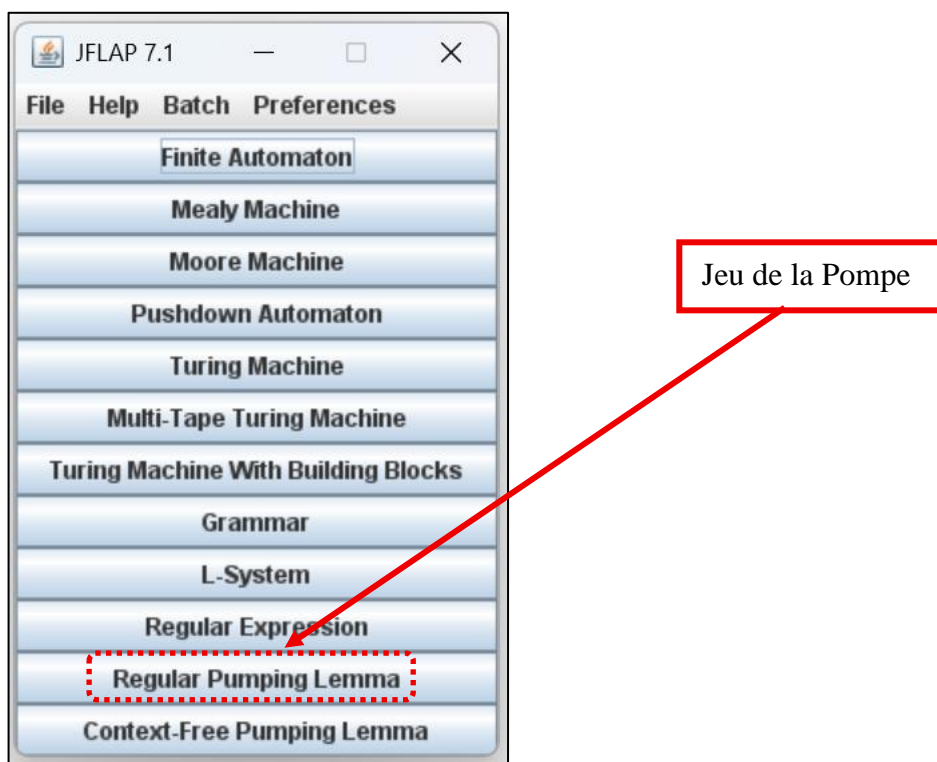 JFLAP 7.1
File Help Batch Preferences
Finite Automaton
Mealy Machine
Moore Machine
Jeu de la Pompe
Pushdown Automaton
Turing Machine
Multi-Tape Turing Machine
Turing Machine With Building Blocks
Grammar
L-System
Regular Expression
Regular Pumping Lemma
Context-Free Pumping Lemma